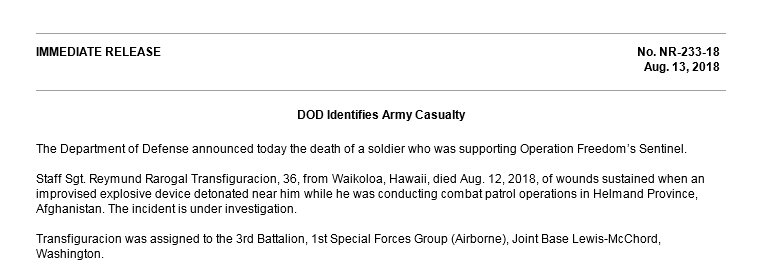 IMMEDIATE RELEASE
No. NR-233-18
Aug. 13, 2018
DOD Identifies Army Casualty
The Department of Defense announced today the death of a soldier who was supporting Operation Freedom's Sentinel.
Staff Sgt. Reymund Rarogal Transfiguracion, 36, from Waikoloa, Hawaii, died Aug. 12, 2018, of wounds sustained when an
improvised explosive device detonated near him while he was conducting combat patrol operations in Helmand Province,
Afghanistan. The incident is under investigation.
Transfiguracion was assigned to the 3rd Battalion, 1st Special Forces Group (Airborne), Joint Base Lewis-McChord,
Washington.